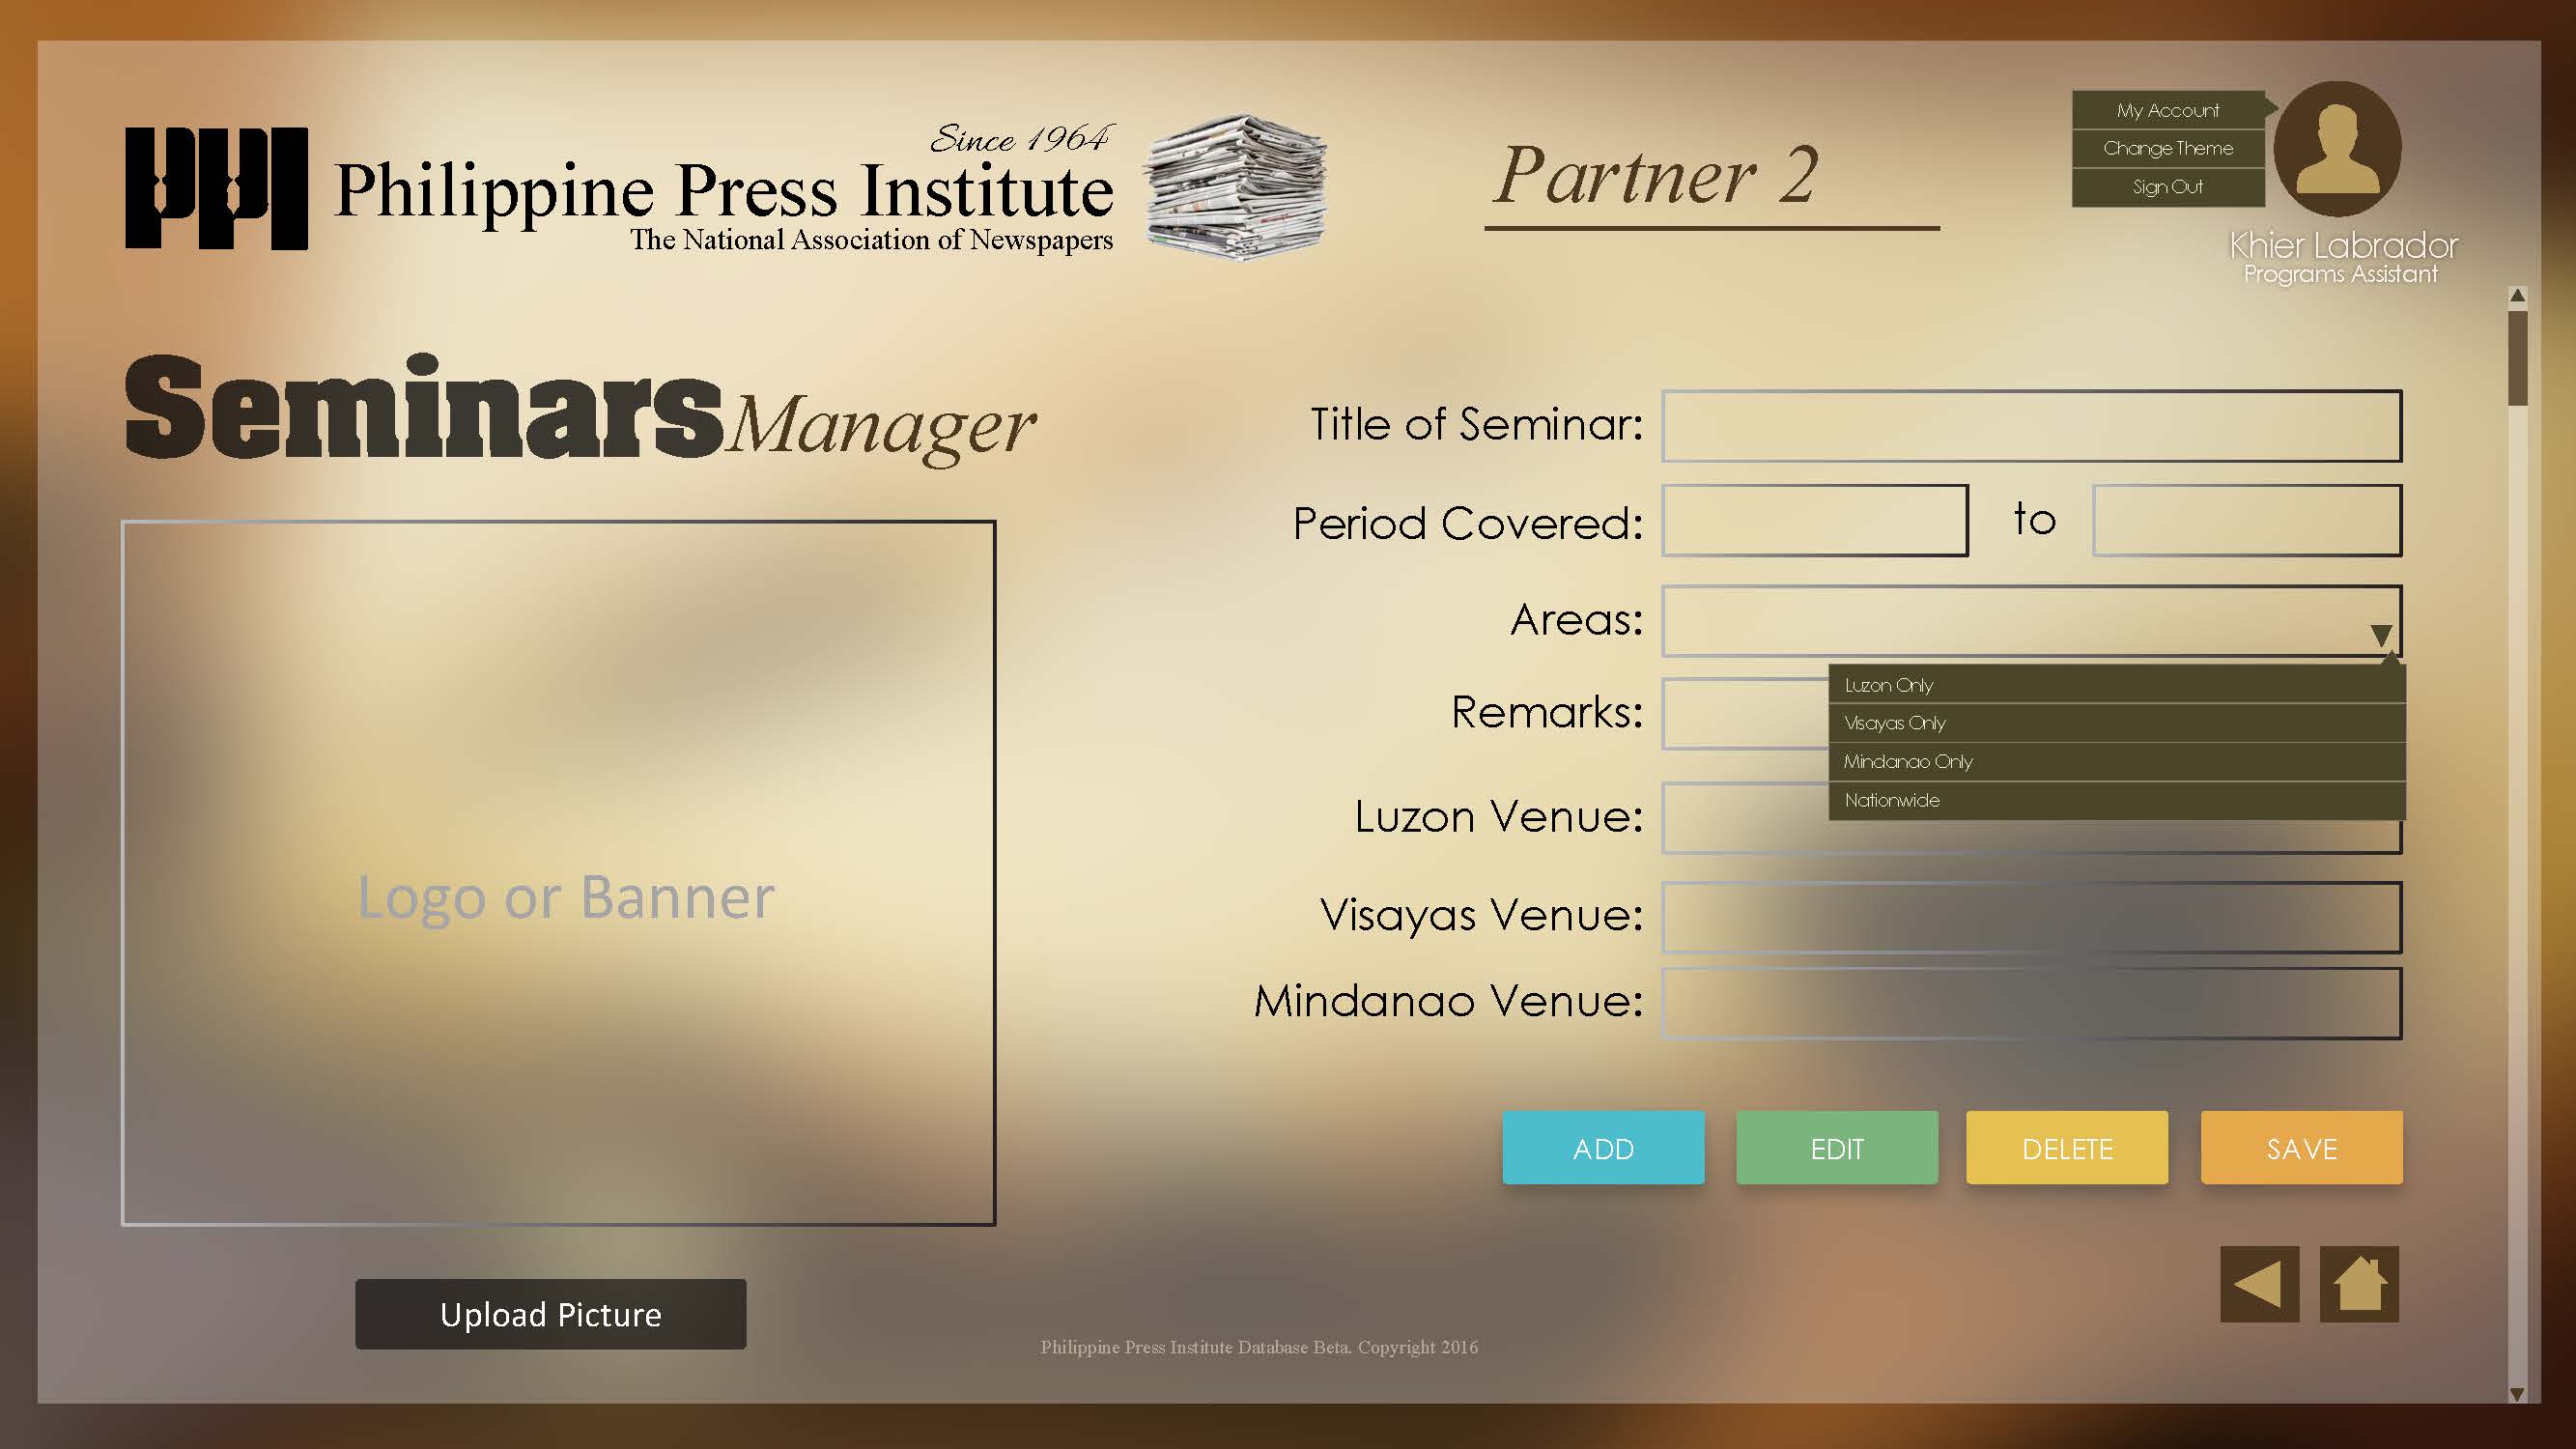 PPI
Since 1964
Philippine Press Institute
The National Association of Newspapers
Partner 2
My Account
Change Theme
Sign Out
Khier Labrador
Programs Assistant
Seminars Manager
Logo or Banner
Upload Picture
Title of Seminar:
Period Covered: to
Areas:
Luzon Only
Visayas Only
Mindanao Only
Nationwide
Remarks:
Luzon Venue:
Visayas Venue:
Mindanao Venue:
ADD EDIT DELETE SAVE
Philippine Press Institute Database Beta. Copyright 2016